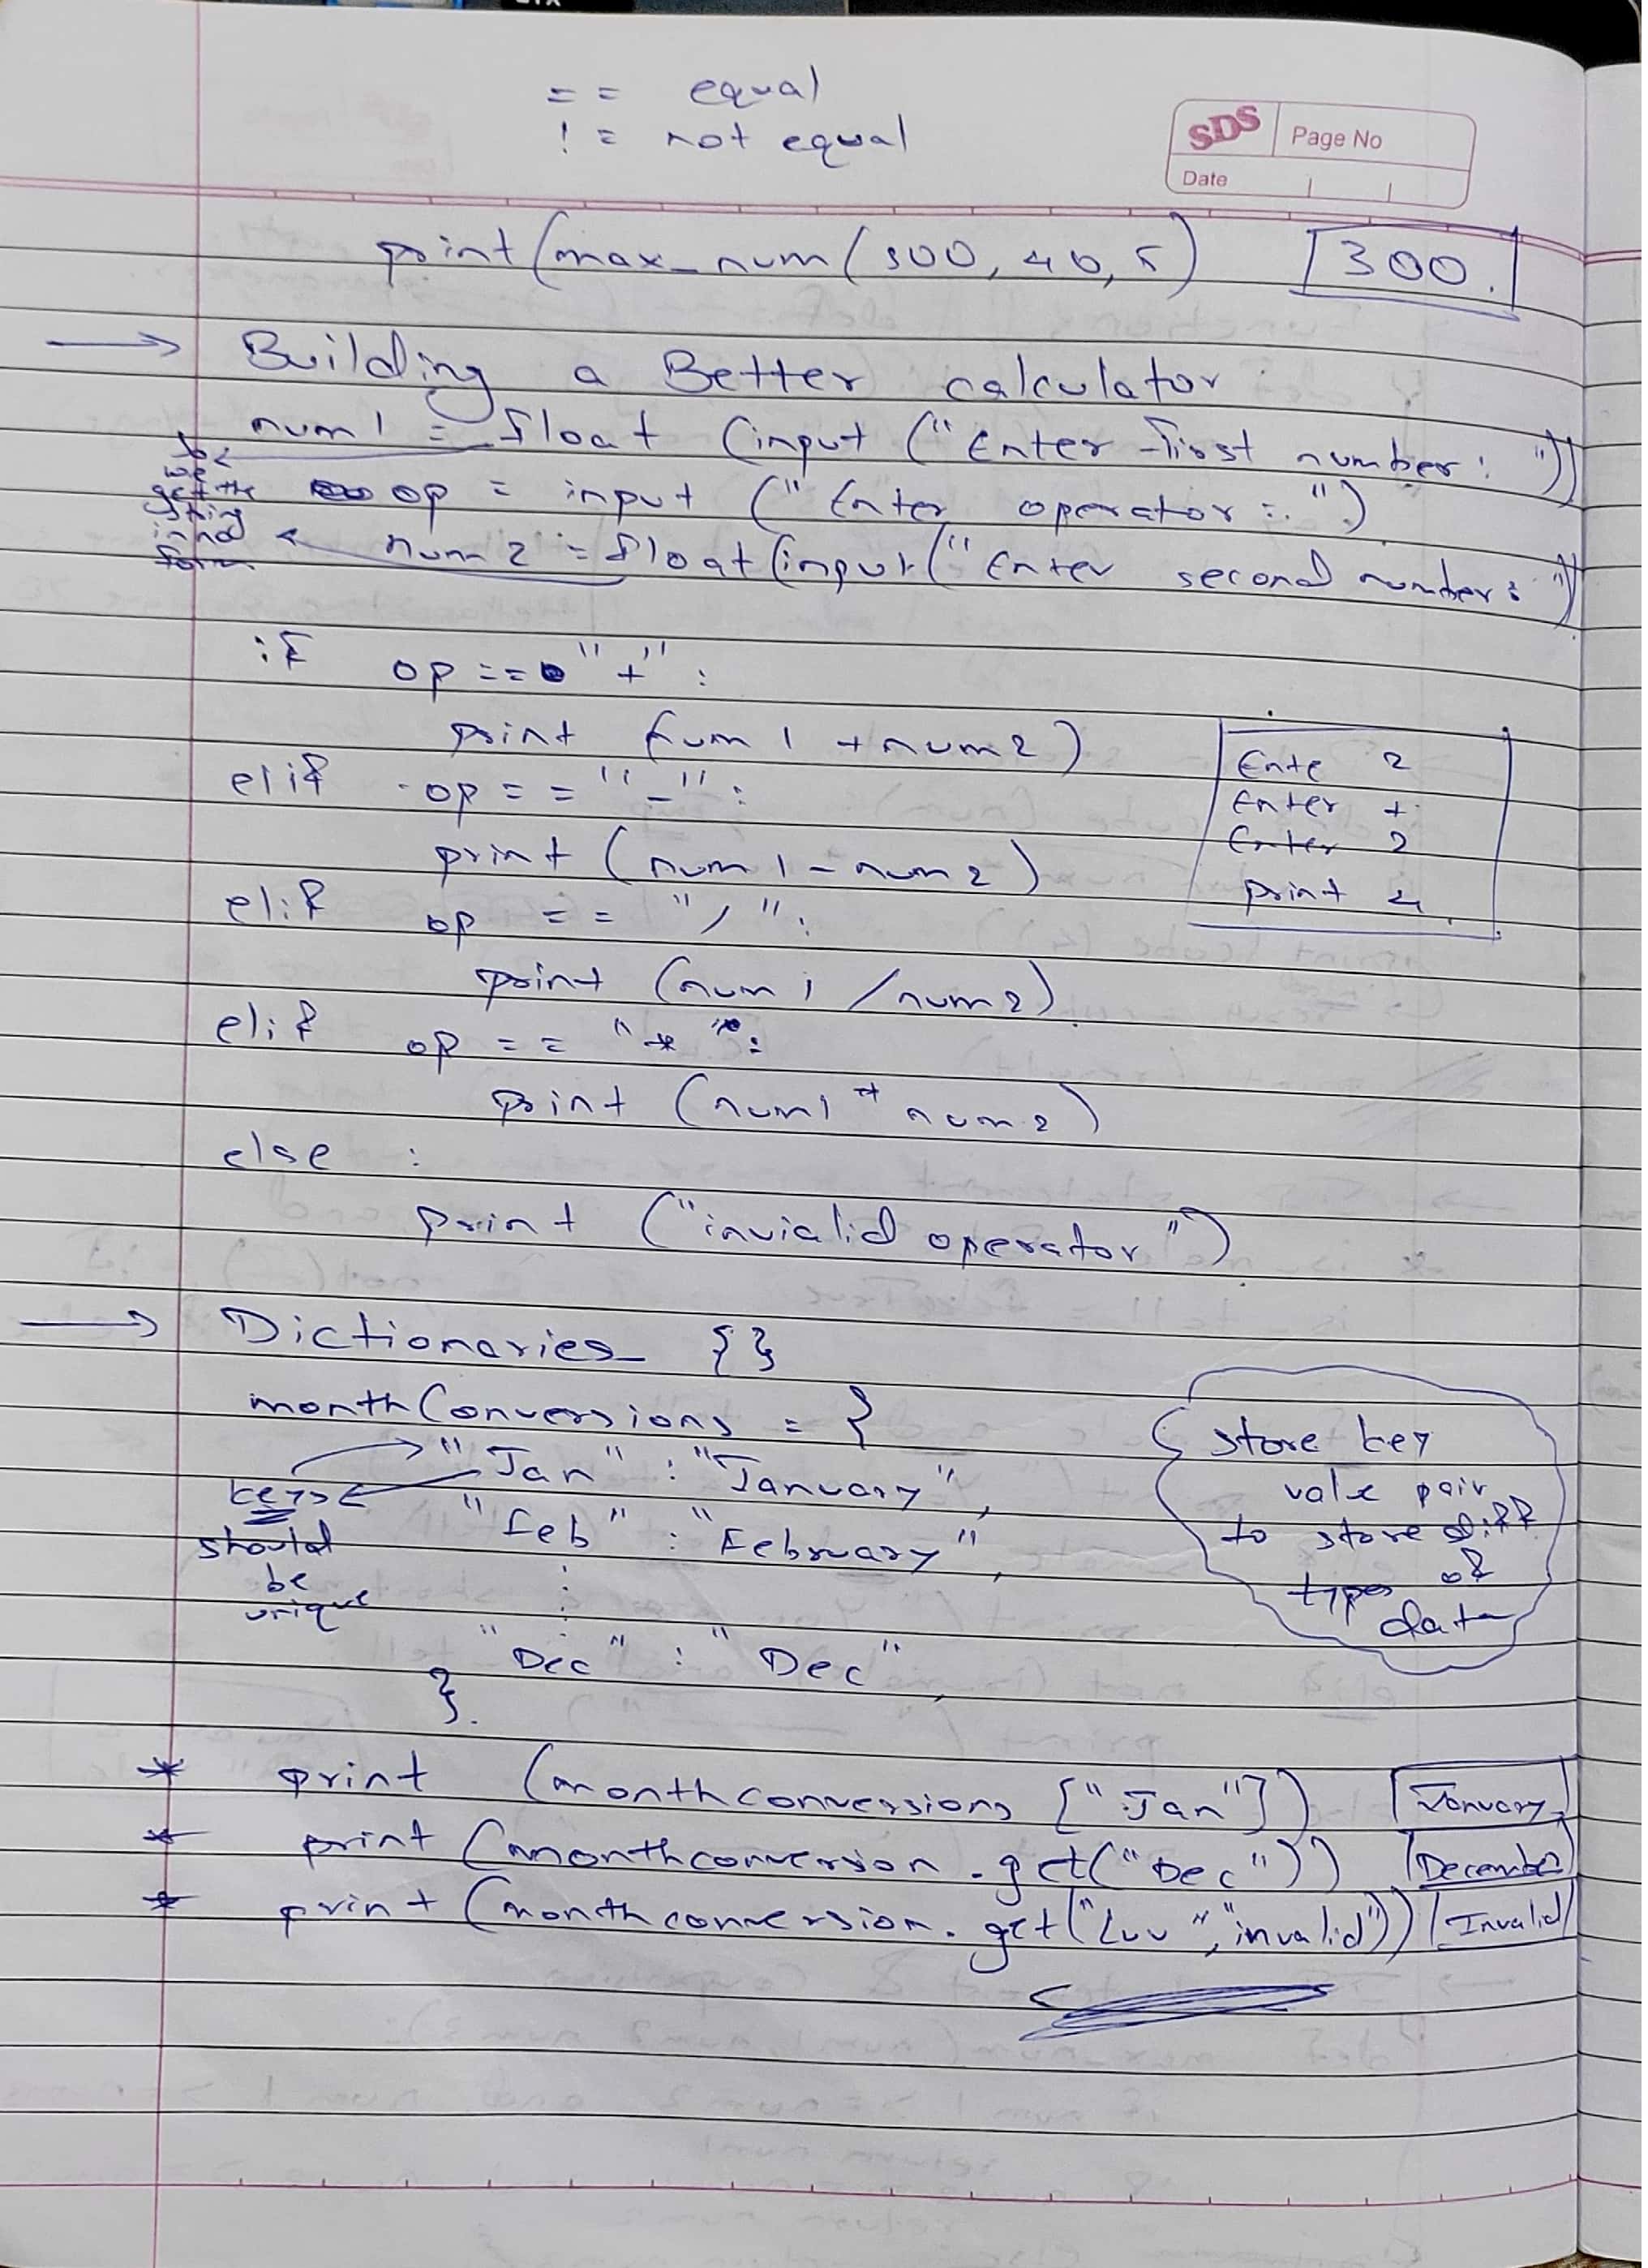 == equal
!= not equal
SDS Page No
Date
print(max_num(300, 40, 5) 300.
→ Building a Better calculator
num1 = float (input ("Enter first number: "))
we
get the
string
in no
form
op = input ("Enter operator: ")
num2 = float(input("Enter second number: "))
if op == "+":
print (num1 + num2)
elif op == "-":
print (num1 - num2)
elif op == "/":
print (num1 /num2)
elif op == "*":
print (num1 * num2)
else :
print ("invialid operator")
Ente 2
Enter +
Enter 2
print 4
→ Dictionaries {}
monthConversions = {
"Jan" : "January",
"Feb" : "February",
"Dec" : "Dec",
}.
keys
should
be
unique
store key
value pair
to store diff
types of
data
* print (monthconversions ["Jan"]) January
* print (monthconversion.get("Dec")) December
* print (monthconversion.get("Luv", "invalid")) Invalid